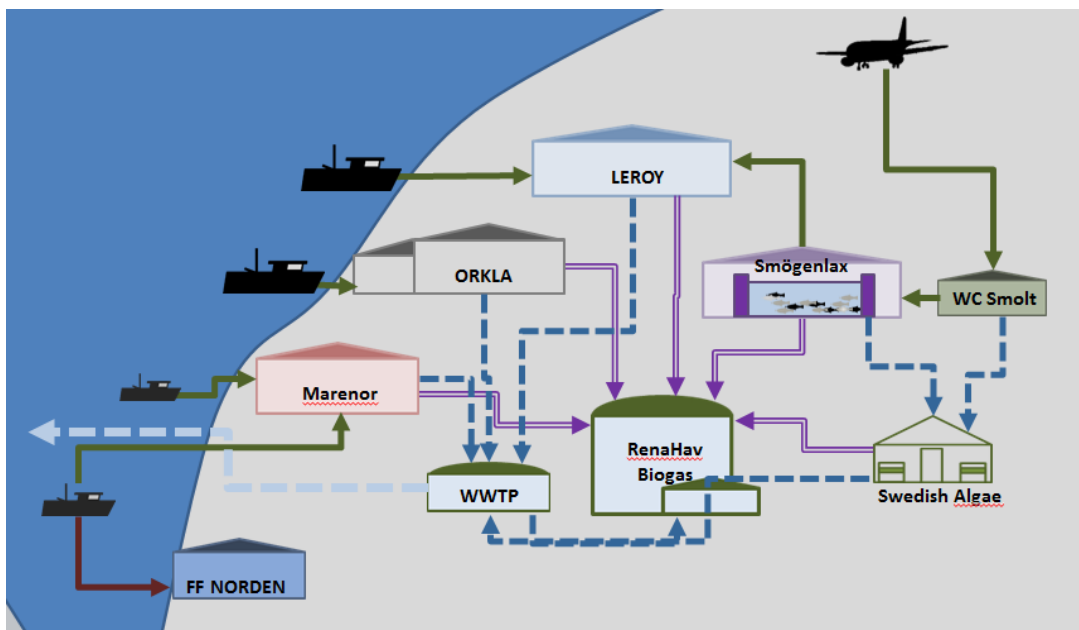 LEROY
Smögenlax
ORKLA
WC Smolt
Marenor
RenaHav
Biogas
WWTP
Swedish Algae
FF NORDEN